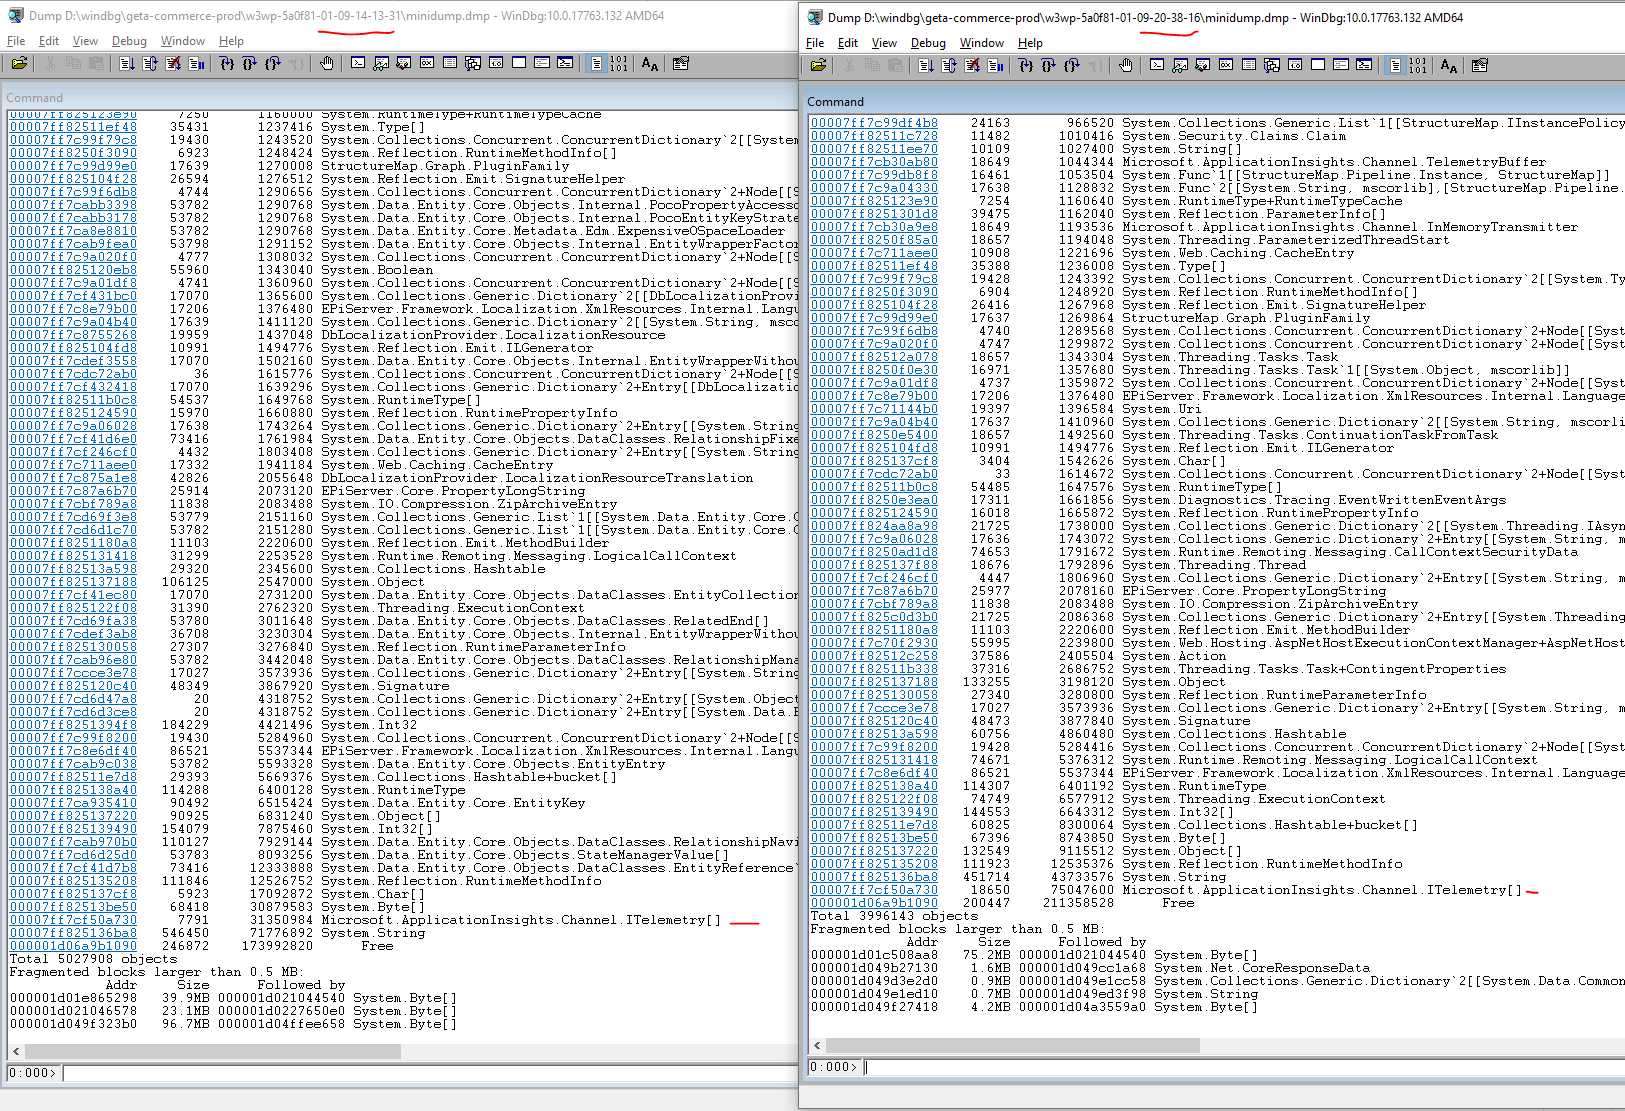 Dump D:\windbg\geta-commerce-prod\w3wp-5a0f81-01-09-14-13-31\minidump.dmp - WinDbg:10.0.17763.132 AMD64
File Edit View Debug Window Help
Command
00007ff825123e90 7250 1160000 System.RuntimeType+RuntimeTypeCache
00007ff82511ef48 35431 1237416 System.Type[]
00007ff7c99f79c8 19430 1243520 System.Collections.Concurrent.ConcurrentDictionary`2[[System
00007ff8250f3090 6923 1248424 System.Reflection.RuntimeMethodInfo[]
00007ff7c99d99e0 17639 1270008 StructureMap.Graph.PluginFamily
00007ff825104f28 26594 1276512 System.Reflection.Emit.SignatureHelper
00007ff7c99f6db8 4744 1290656 System.Collections.Concurrent.ConcurrentDictionary`2+Node[[S
00007ff7cabb3398 53782 1290768 System.Data.Entity.Core.Objects.Internal.PocoPropertyAccesso
00007ff7cabb3178 53782 1290768 System.Data.Entity.Core.Objects.Internal.PocoEntityKeyStrate
00007ff7ca8e8810 53782 1290768 System.Data.Entity.Core.Metadata.Edm.ExpensiveOSpaceLoader
00007ff7cab9fea0 53798 1291152 System.Data.Entity.Core.Objects.Internal.EntityWrapperFactor
00007ff7c9a020f0 4777 1308032 System.Collections.Concurrent.ConcurrentDictionary`2+Node[[S
00007ff825120eb8 55960 1343040 System.Boolean
00007ff7c9a01df8 4741 1360960 System.Collections.Concurrent.ConcurrentDictionary`2+Node[[S
00007ff7cf431bc0 17070 1365600 System.Collections.Generic.Dictionary`2[[DbLocalizationProvi
00007ff7c8e79b00 17206 1376480 EPiServer.Framework.Localization.XmlResources.Internal.Langu
00007ff7c9a04b40 17639 1411120 System.Collections.Generic.Dictionary`2[[System.String, msco
00007ff7c8755268 19959 1437048 DbLocalizationProvider.LocalizationResource
00007ff825104fd8 10991 1494776 System.Reflection.Emit.ILGenerator
00007ff7cdef3558 17070 1502160 System.Data.Entity.Core.Objects.Internal.EntityWrapperWithou
00007ff7cdc72ab0 36 1615776 System.Collections.Concurrent.ConcurrentDictionary`2+Node[[S
00007ff7cf432418 17070 1639296 System.Collections.Generic.Dictionary`2+Entry[[DbLocalizatio
00007ff82511b0c8 54537 1649768 System.RuntimeType[]
00007ff825124590 15970 1660880 System.Reflection.RuntimePropertyInfo
00007ff7c9a06028 17638 1743264 System.Collections.Generic.Dictionary`2+Entry[[System.String
00007ff7cf41d6e0 73416 1761984 System.Data.Entity.Core.Objects.DataClasses.RelationshipFixe
00007ff7cf246cf0 4432 1803408 System.Collections.Generic.Dictionary`2+Entry[[System.String
00007ff7c711aee0 17332 1941184 System.Web.Caching.CacheEntry
00007ff7c875a1e8 42826 2055648 DbLocalizationProvider.LocalizationResourceTranslation
00007ff7c87a6b70 25914 2073120 EPiServer.Core.PropertyLongString
00007ff7cbf789a8 11838 2083488 System.IO.Compression.ZipArchiveEntry
00007ff7cd69f3e8 53779 2151160 System.Collections.Generic.List`1[[System.Data.Entity.Core.O
00007ff7cd6d1c70 53782 2151280 System.Collections.Generic.List`1[[System.Data.Entity.Core.O
00007ff8251180a8 11103 2220600 System.Reflection.Emit.MethodBuilder
00007ff825131418 31299 2253528 System.Runtime.Remoting.Messaging.LogicalCallContext
00007ff82513a598 29320 2345600 System.Collections.Hashtable
00007ff825137188 106125 2547000 System.Object
00007ff7cf41ec80 17070 2731200 System.Data.Entity.Core.Objects.DataClasses.EntityCollection
00007ff825122f08 31390 2762320 System.Threading.ExecutionContext
00007ff7cd69fa38 53780 3011648 System.Data.Entity.Core.Objects.DataClasses.RelatedEnd[]
00007ff7cdef3ab8 36708 3230304 System.Data.Entity.Core.Objects.Internal.EntityWrapperWithou
00007ff825130058 27307 3276840 System.Reflection.RuntimeParameterInfo
00007ff7cab96e80 53782 3442048 System.Data.Entity.Core.Objects.DataClasses.RelationshipMana
00007ff7ccce3e78 17027 3573936 System.Collections.Generic.Dictionary`2+Entry[[System.String
00007ff825120c40 48349 3867920 System.Signature
00007ff7cd6d47a8 20 4318752 System.Collections.Generic.Dictionary`2+Entry[[System.Object
00007ff7cd6d3ce8 20 4318752 System.Collections.Generic.Dictionary`2+Entry[[System.Data.E
00007ff8251394f8 184229 4421496 System.Int32
00007ff7c99f8200 19430 5284960 System.Collections.Concurrent.ConcurrentDictionary`2+Node[[S
00007ff7c8e6df40 86521 5537344 EPiServer.Framework.Localization.XmlResources.Internal.Langu
00007ff7cab9c038 53782 5593328 System.Data.Entity.Core.Objects.EntityEntry
00007ff82511e7d8 29393 5669376 System.Collections.Hashtable+bucket[]
00007ff825138a40 114288 6400128 System.RuntimeType
00007ff7ca935410 90492 6515424 System.Data.Entity.Core.EntityKey
00007ff825137220 90925 6831240 System.Object[]
00007ff825139490 154079 7875460 System.Int32[]
00007ff7cab970b0 110127 7929144 System.Data.Entity.Core.Objects.DataClasses.RelationshipNavi
00007ff7cd6d25d0 53783 8093256 System.Data.Entity.Core.Objects.StateManagerValue[]
00007ff7cf41d7b8 73416 12333888 System.Data.Entity.Core.Objects.DataClasses.EntityReference`
00007ff825135208 111846 12526752 System.Reflection.RuntimeMethodInfo
00007ff825137cf8 5923 17092872 System.Char[]
00007ff82513be50 68418 30879583 System.Byte[]
00007ff7cf50a730 7791 31350984 Microsoft.ApplicationInsights.Channel.ITelemetry[]
00007ff825136ba8 546450 71776892 System.String
000001d06a9b1090 246872 173992820 Free
Total 5027908 objects
Fragmented blocks larger than 0.5 MB:
Addr Size Followed by
000001d01e865298 39.9MB 000001d021044540 System.Byte[]
000001d021046578 23.1MB 000001d0227650e0 System.Byte[]
000001d049f323b0 96.7MB 000001d04ffee658 System.Byte[]
0:000>
Dump D:\windbg\geta-commerce-prod\w3wp-5a0f81-01-09-20-38-16\minidump.dmp - WinDbg:10.0.17763.132 AMD64
File Edit View Debug Window Help
Command
00007ff7c99df4b8 24163 966520 System.Collections.Generic.List`1[[StructureMap.IInstancePolicy
00007ff82511c728 11482 1010416 System.Security.Claims.Claim
00007ff82511ee70 10109 1027400 System.String[]
00007ff7cb30ab80 18649 1044344 Microsoft.ApplicationInsights.Channel.TelemetryBuffer
00007ff7c99db8f8 16461 1053504 System.Func`1[[StructureMap.Pipeline.Instance, StructureMap]]
00007ff7c9a04330 17638 1128832 System.Func`2[[System.String, mscorlib],[StructureMap.Pipeline.
00007ff825123e90 7254 1160640 System.RuntimeType+RuntimeTypeCache
00007ff8251301d8 39475 1162040 System.Reflection.ParameterInfo[]
00007ff7cb30a9e8 18649 1193536 Microsoft.ApplicationInsights.Channel.InMemoryTransmitter
00007ff8250f85a0 18657 1194048 System.Threading.ParameterizedThreadStart
00007ff7c711aee0 10908 1221696 System.Web.Caching.CacheEntry
00007ff82511ef48 35388 1236008 System.Type[]
00007ff7c99f79c8 19428 1243392 System.Collections.Concurrent.ConcurrentDictionary`2[[System.Ty
00007ff8250f3090 6904 1248920 System.Reflection.RuntimeMethodInfo[]
00007ff825104f28 26416 1267968 System.Reflection.Emit.SignatureHelper
00007ff7c99d99e0 17637 1269864 StructureMap.Graph.PluginFamily
00007ff7c99f6db8 4740 1289568 System.Collections.Concurrent.ConcurrentDictionary`2+Node[[Syst
00007ff7c9a020f0 4747 1299872 System.Collections.Concurrent.ConcurrentDictionary`2+Node[[Syst
00007ff82512a078 18657 1343304 System.Threading.Tasks.Task
00007ff8250f0e30 16971 1357680 System.Threading.Tasks.Task`1[[System.Object, mscorlib]]
00007ff7c9a01df8 4737 1359872 System.Collections.Concurrent.ConcurrentDictionary`2+Node[[Syst
00007ff7c8e79b00 17206 1376480 EPiServer.Framework.Localization.XmlResources.Internal.Language
00007ff7c71144b0 19397 1396584 System.Uri
00007ff7c9a04b40 17637 1410960 System.Collections.Generic.Dictionary`2[[System.String, mscorli
00007ff8250e5400 18657 1492560 System.Threading.Tasks.ContinuationTaskFromTask
00007ff825104fd8 10991 1494776 System.Reflection.Emit.ILGenerator
00007ff825137cf8 3404 1542626 System.Char[]
00007ff7cdc72ab0 33 1614672 System.Collections.Concurrent.ConcurrentDictionary`2+Node[[Syst
00007ff82511b0c8 54485 1647576 System.RuntimeType[]
00007ff8250e3ea0 17311 1661856 System.Diagnostics.Tracing.EventWrittenEventArgs
00007ff825124590 16018 1665872 System.Reflection.RuntimePropertyInfo
00007ff824aa8a98 21725 1738000 System.Collections.Generic.Dictionary`2[[System.Threading.IAsyn
00007ff7c9a06028 17636 1743072 System.Collections.Generic.Dictionary`2+Entry[[System.String, m
00007ff8250ad1d8 74653 1791672 System.Runtime.Remoting.Messaging.CallContextSecurityData
00007ff825137f88 18676 1792896 System.Threading.Thread
00007ff7cf246cf0 4447 1806960 System.Collections.Generic.Dictionary`2+Entry[[System.String, m
00007ff7c87a6b70 25977 2078160 EPiServer.Core.PropertyLongString
00007ff7cbf789a8 11838 2083488 System.IO.Compression.ZipArchiveEntry
00007ff825c0d3b0 21725 2086368 System.Collections.Generic.Dictionary`2+Entry[[System.Threading
00007ff8251180a8 11103 2220600 System.Reflection.Emit.MethodBuilder
00007ff7c70f2930 55995 2239800 System.Web.Hosting.AspNetHostExecutionContextManager+AspNetHost
00007ff82512c258 37586 2405504 System.Action
00007ff82511b338 37316 2686752 System.Threading.Tasks.Task+ContingentProperties
00007ff825137188 133255 3198120 System.Object
00007ff825130058 27340 3280800 System.Reflection.RuntimeParameterInfo
00007ff7ccce3e78 17027 3573936 System.Collections.Generic.Dictionary`2+Entry[[System.String, m
00007ff825120c40 48473 3877840 System.Signature
00007ff82513a598 60756 4860480 System.Collections.Hashtable
00007ff7c99f8200 19428 5284416 System.Collections.Concurrent.ConcurrentDictionary`2+Node[[Syst
00007ff825131418 74671 5376312 System.Runtime.Remoting.Messaging.LogicalCallContext
00007ff7c8e6df40 86521 5537344 EPiServer.Framework.Localization.XmlResources.Internal.Language
00007ff825138a40 114307 6401192 System.RuntimeType
00007ff825122f08 74749 6577912 System.Threading.ExecutionContext
00007ff825139490 144553 6643312 System.Int32[]
00007ff82511e7d8 60825 8300064 System.Collections.Hashtable+bucket[]
00007ff82513be50 67396 8743850 System.Byte[]
00007ff825137220 132549 9115512 System.Object[]
00007ff825135208 111923 12535376 System.Reflection.RuntimeMethodInfo
00007ff825136ba8 451714 43733576 System.String
00007ff7cf50a730 18650 75047600 Microsoft.ApplicationInsights.Channel.ITelemetry[]
000001d06a9b1090 200447 211358528 Free
Total 3996143 objects
Fragmented blocks larger than 0.5 MB:
Addr Size Followed by
000001d01c508aa8 75.2MB 000001d021044540 System.Byte[]
000001d049b27130 1.6MB 000001d049cc1a68 System.Net.CoreResponseData
000001d049d3e2d0 0.9MB 000001d049e1cc58 System.Collections.Generic.Dictionary`2[[System.Data.Common
000001d049e1ed10 0.7MB 000001d049ed3f98 System.String
000001d049f27418 4.2MB 000001d04a3559a0 System.Byte[]
0:000>